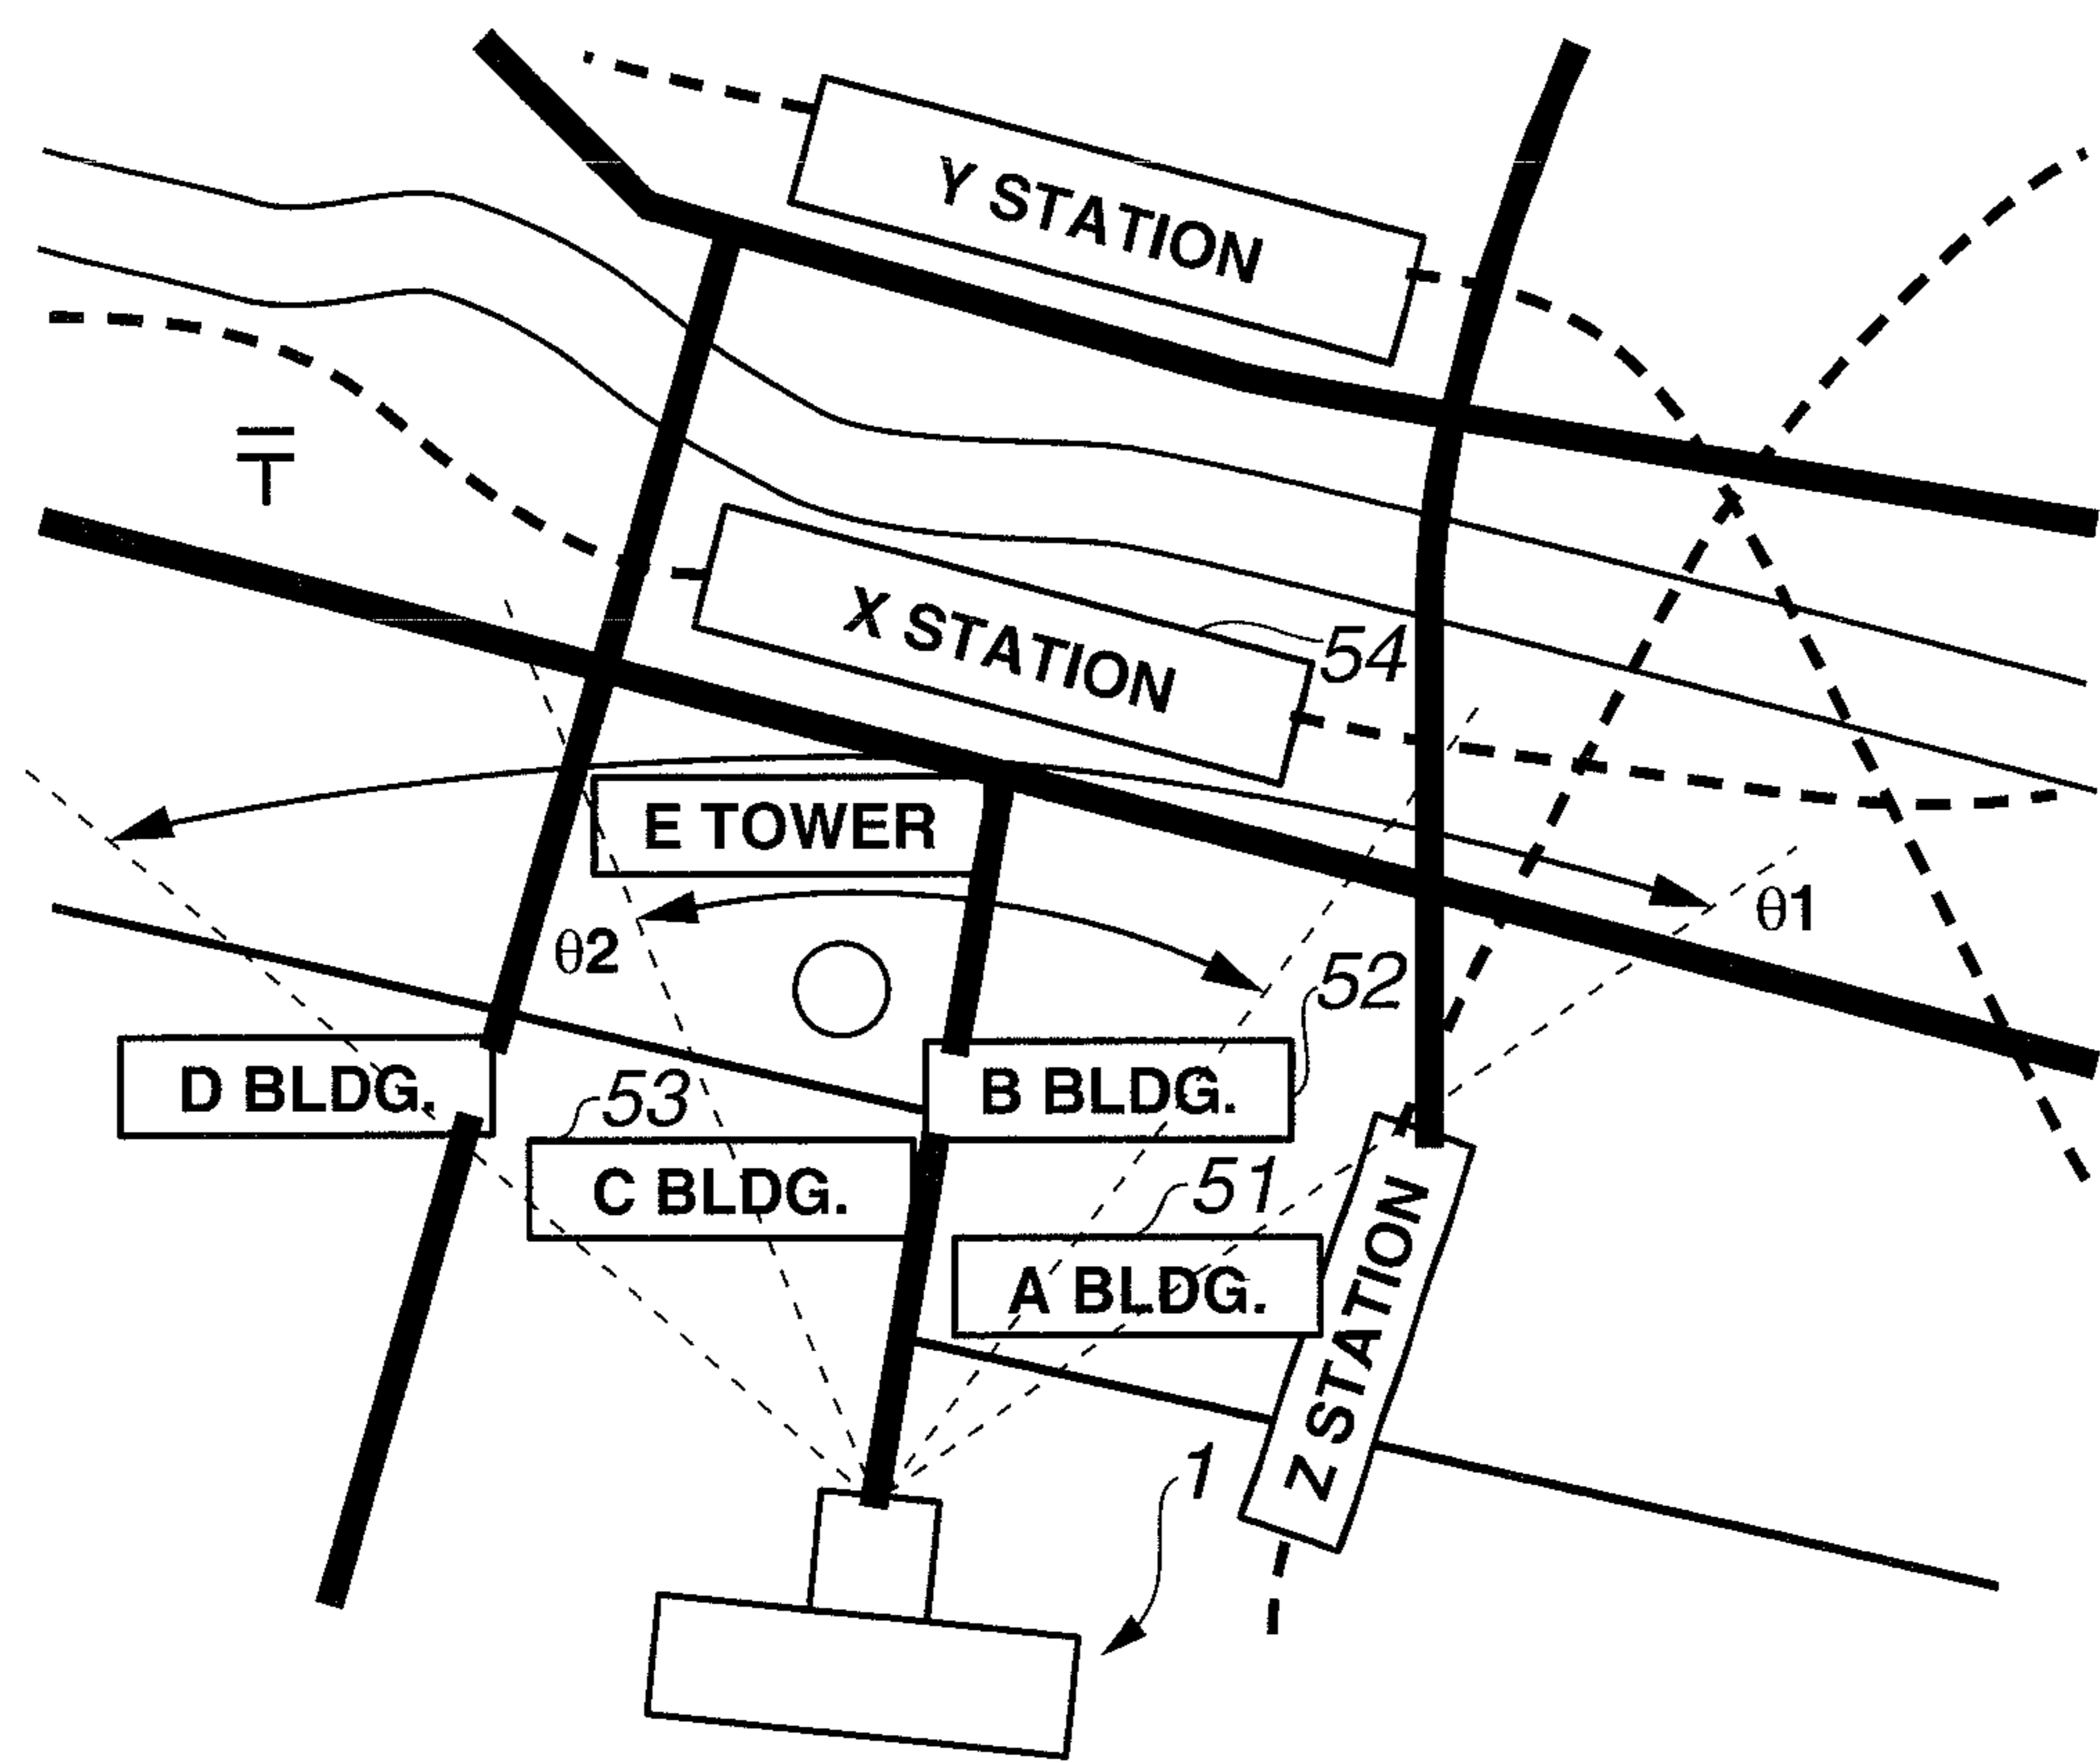 Y STATION
X STATION
54
E TOWER
θ1
θ2
52
D BLDG.
B BLDG.
53
C BLDG.
51
A BLDG.
Z STATION
1